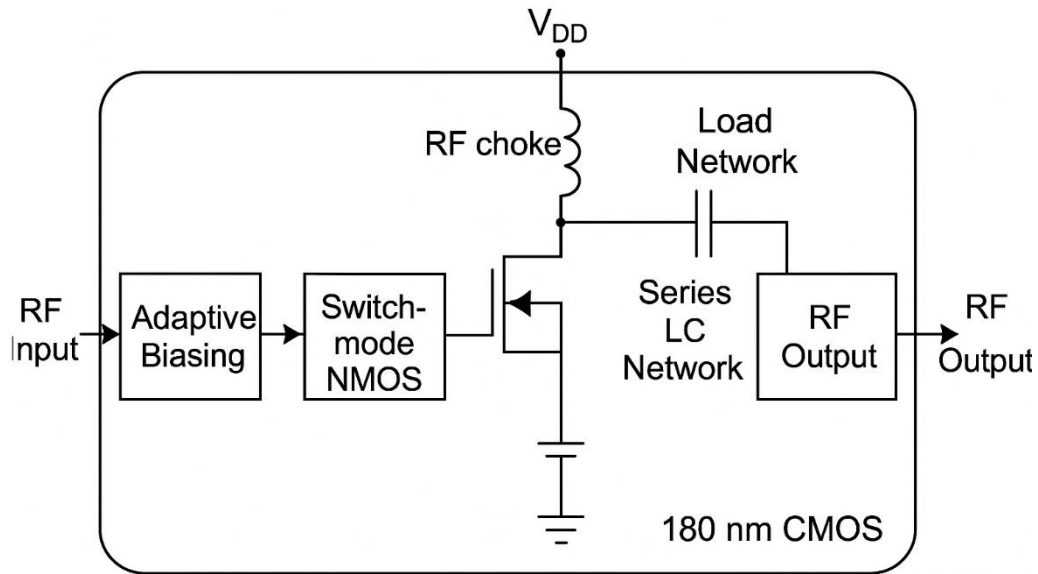 V_DD
RF choke
Load
Network
RF
Input
Adaptive
Biasing
Switch-
mode
NMOS
Series
LC
Network
RF
Output
RF
Output
180 nm CMOS